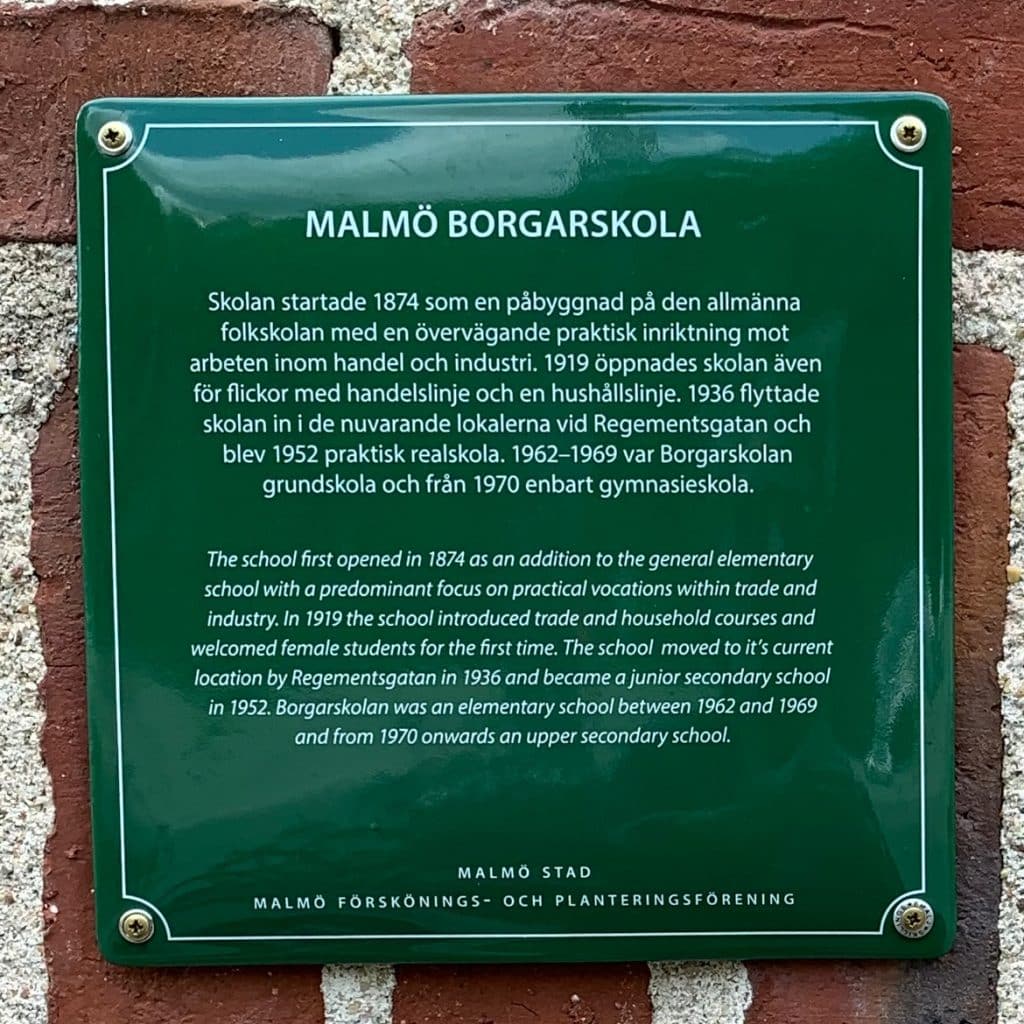 MALMÖ BORGARSKOLA
Skolan startade 1874 som en påbyggnad på den allmänna
folkskolan med en övervägande praktisk inriktning mot
arbeten inom handel och industri. 1919 öppnades skolan även
för flickor med handelslinje och en hushållslinje. 1936 flyttade
skolan in i de nuvarande lokalerna vid Regementsgatan och
blev 1952 praktisk realskola. 1962–1969 var Borgarskolan
grundskola och från 1970 enbart gymnasieskola.
The school first opened in 1874 as an addition to the general elementary
school with a predominant focus on practical vocations within trade and
industry. In 1919 the school introduced trade and household courses and
welcomed female students for the first time. The school moved to it's current
location by Regementsgatan in 1936 and became a junior secondary school
in 1952. Borgarskolan was an elementary school between 1962 and 1969
and from 1970 onwards an upper secondary school.
MALMÖ STAD
MALMÖ FÖRSKÖNINGS- OCH PLANTERINGSFÖRENING